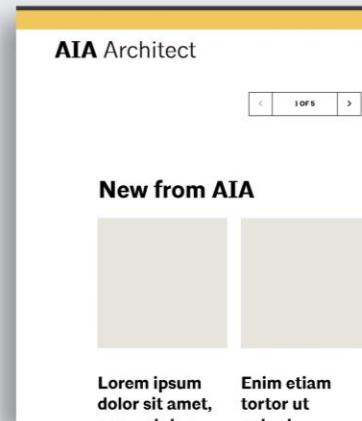 AIA Architect
< 1 OF 5 >
New from AIA
Lorem ipsum
dolor sit amet,
Enim etiam
tortor ut